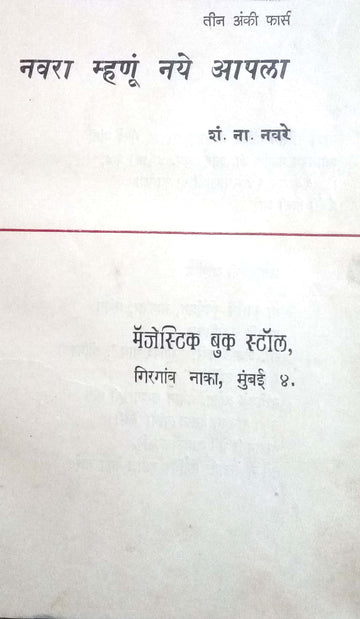 तीन अंकी फार्स
नवरा म्हणूं नये आपला
शं. ना. नवरे
मॅजेस्टिक बुक स्टॉल,
गिरगांव नाका, मुंबई ४.